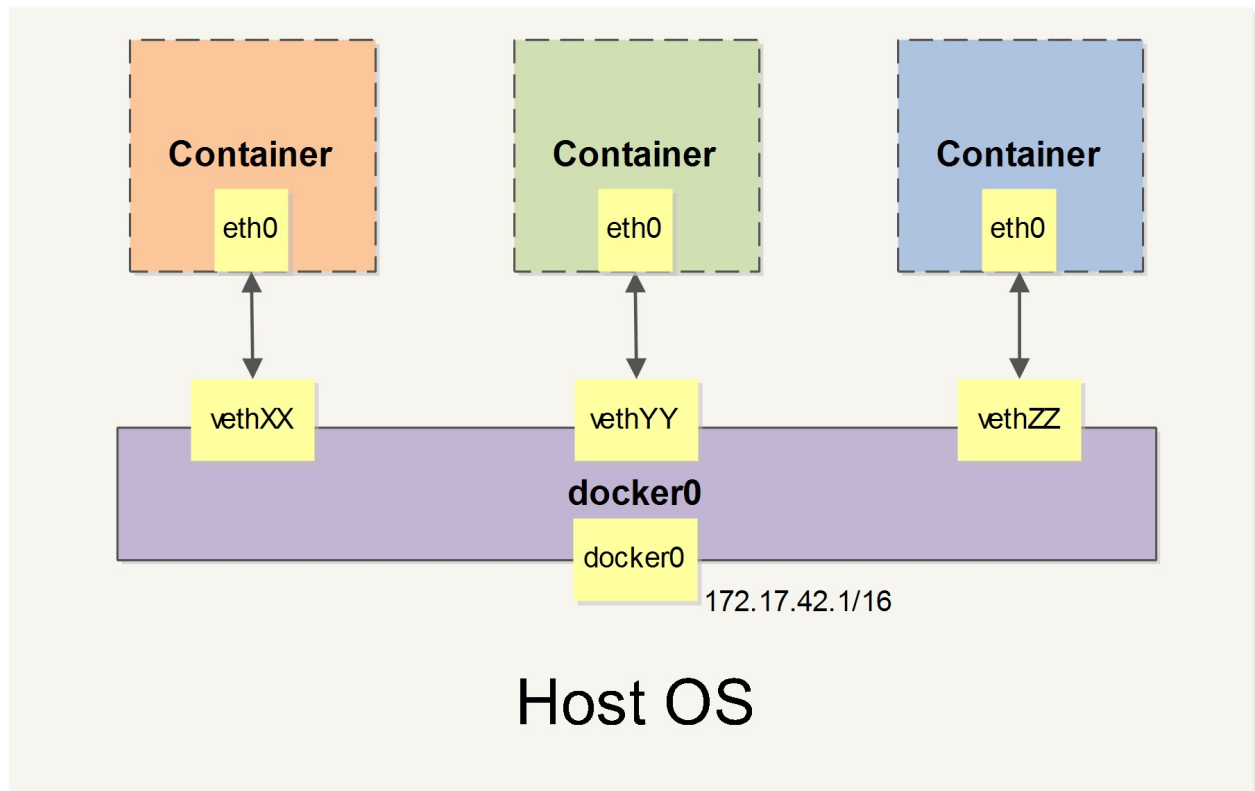 Container
Container
Container
eth0
eth0
eth0
vethXX
vethYY
vethZZ
docker0
docker0
172.17.42.1/16
Host OS